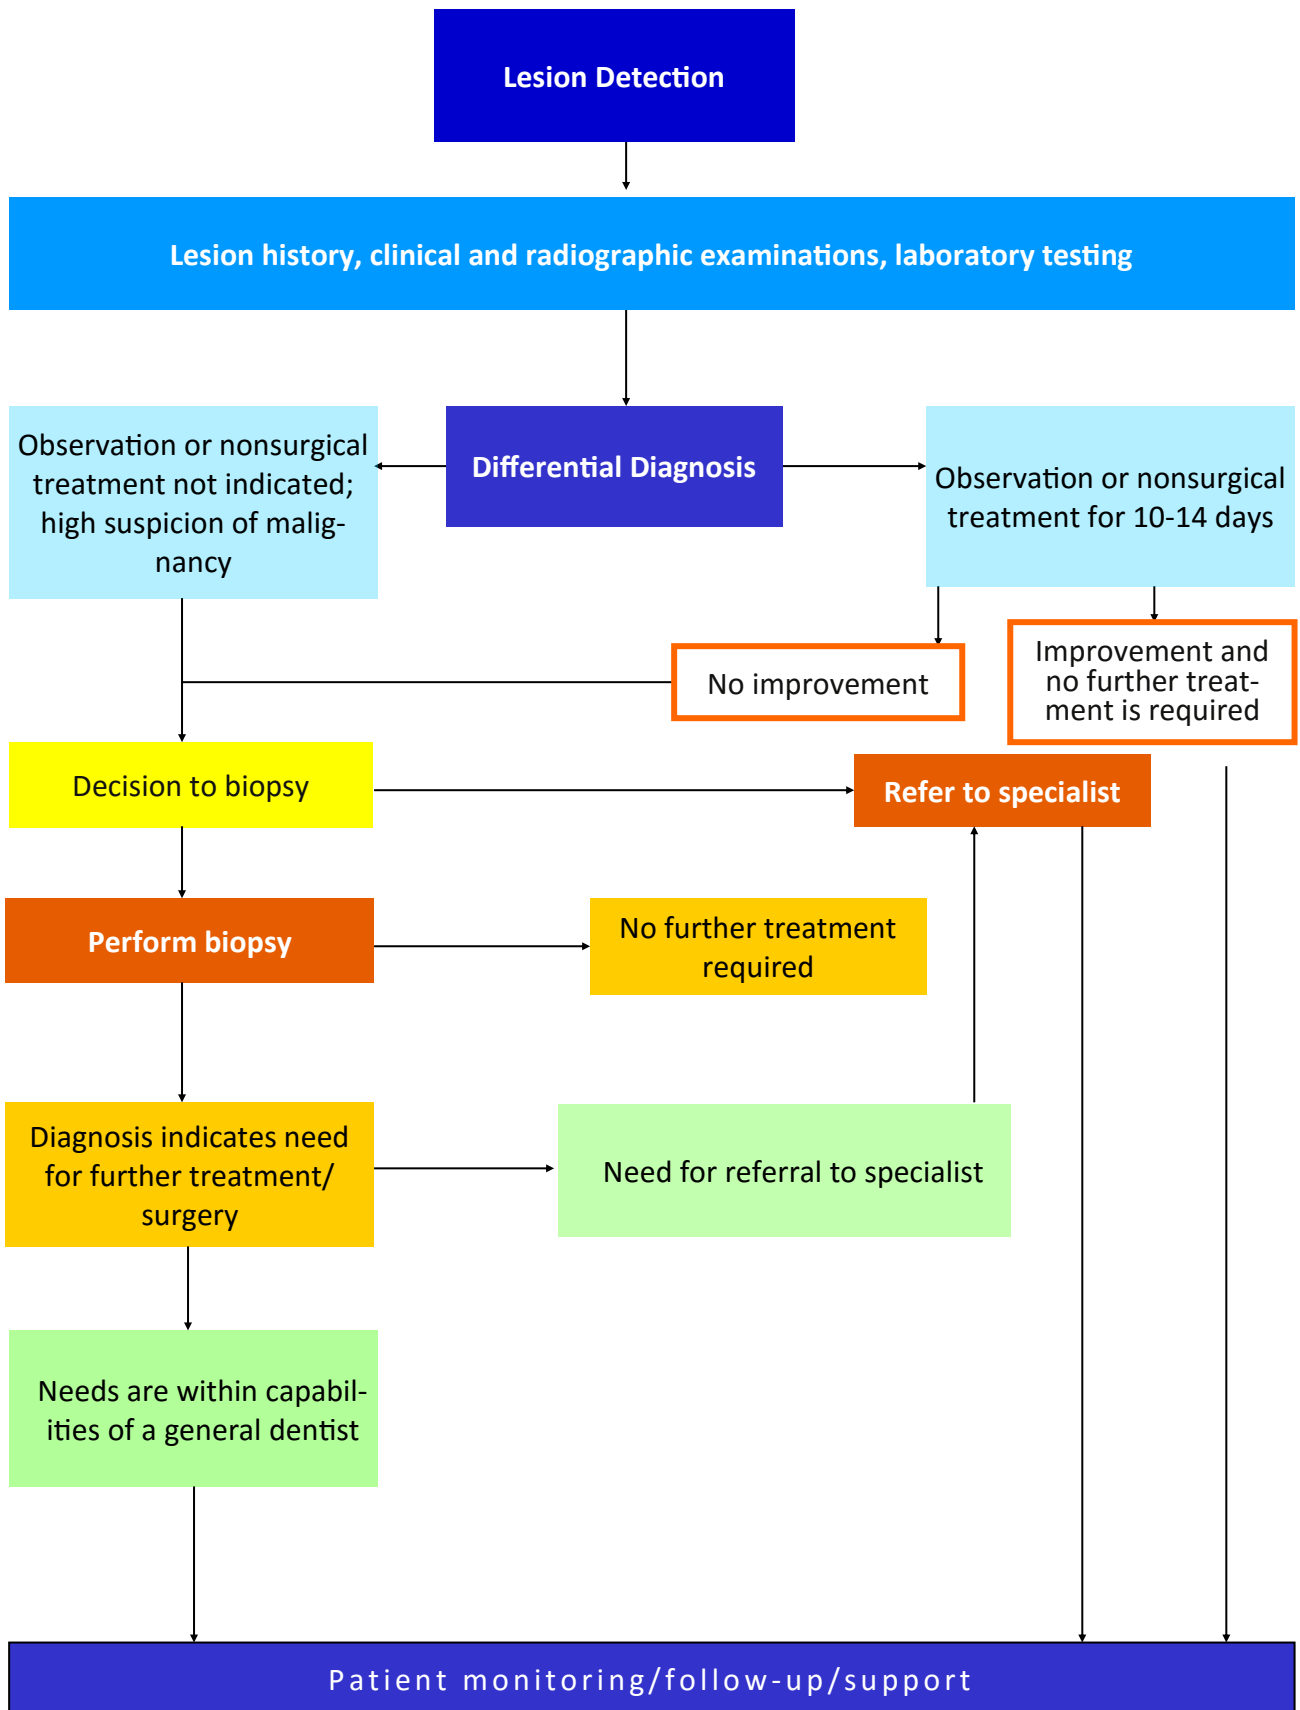 Lesion Detection
Lesion history, clinical and radiographic examinations, laboratory testing
Observation or nonsurgical
treatment not indicated;
high suspicion of malig-
nancy
Differential Diagnosis
Observation or nonsurgical
treatment for 10-14 days
No improvement
Improvement and
no further treat-
ment is required
Decision to biopsy
Refer to specialist
Perform biopsy
No further treatment
required
Diagnosis indicates need
for further treatment/
surgery
Need for referral to specialist
Needs are within capabil-
ities of a general dentist
Patient monitoring/follow-up/support